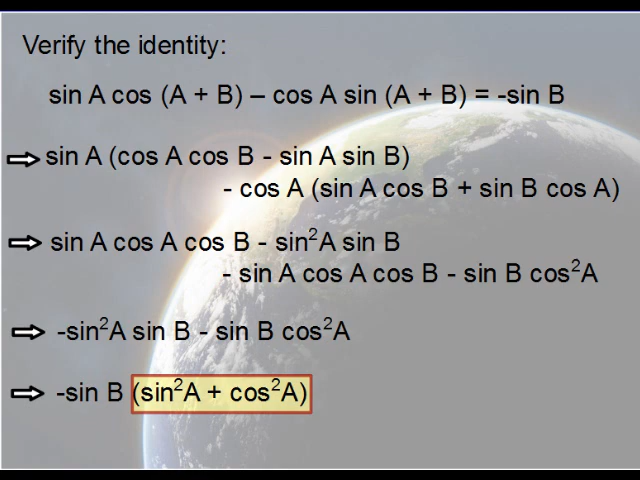 Verify the identity:
sin A cos (A + B) – cos A sin (A + B) = -sin B
⇨ sin A (cos A cos B - sin A sin B)
- cos A (sin A cos B + sin B cos A)
⇨ sin A cos A cos B - sin²A sin B
- sin A cos A cos B - sin B cos²A
⇨ -sin²A sin B - sin B cos²A
⇨ -sin B (sin²A + cos²A)